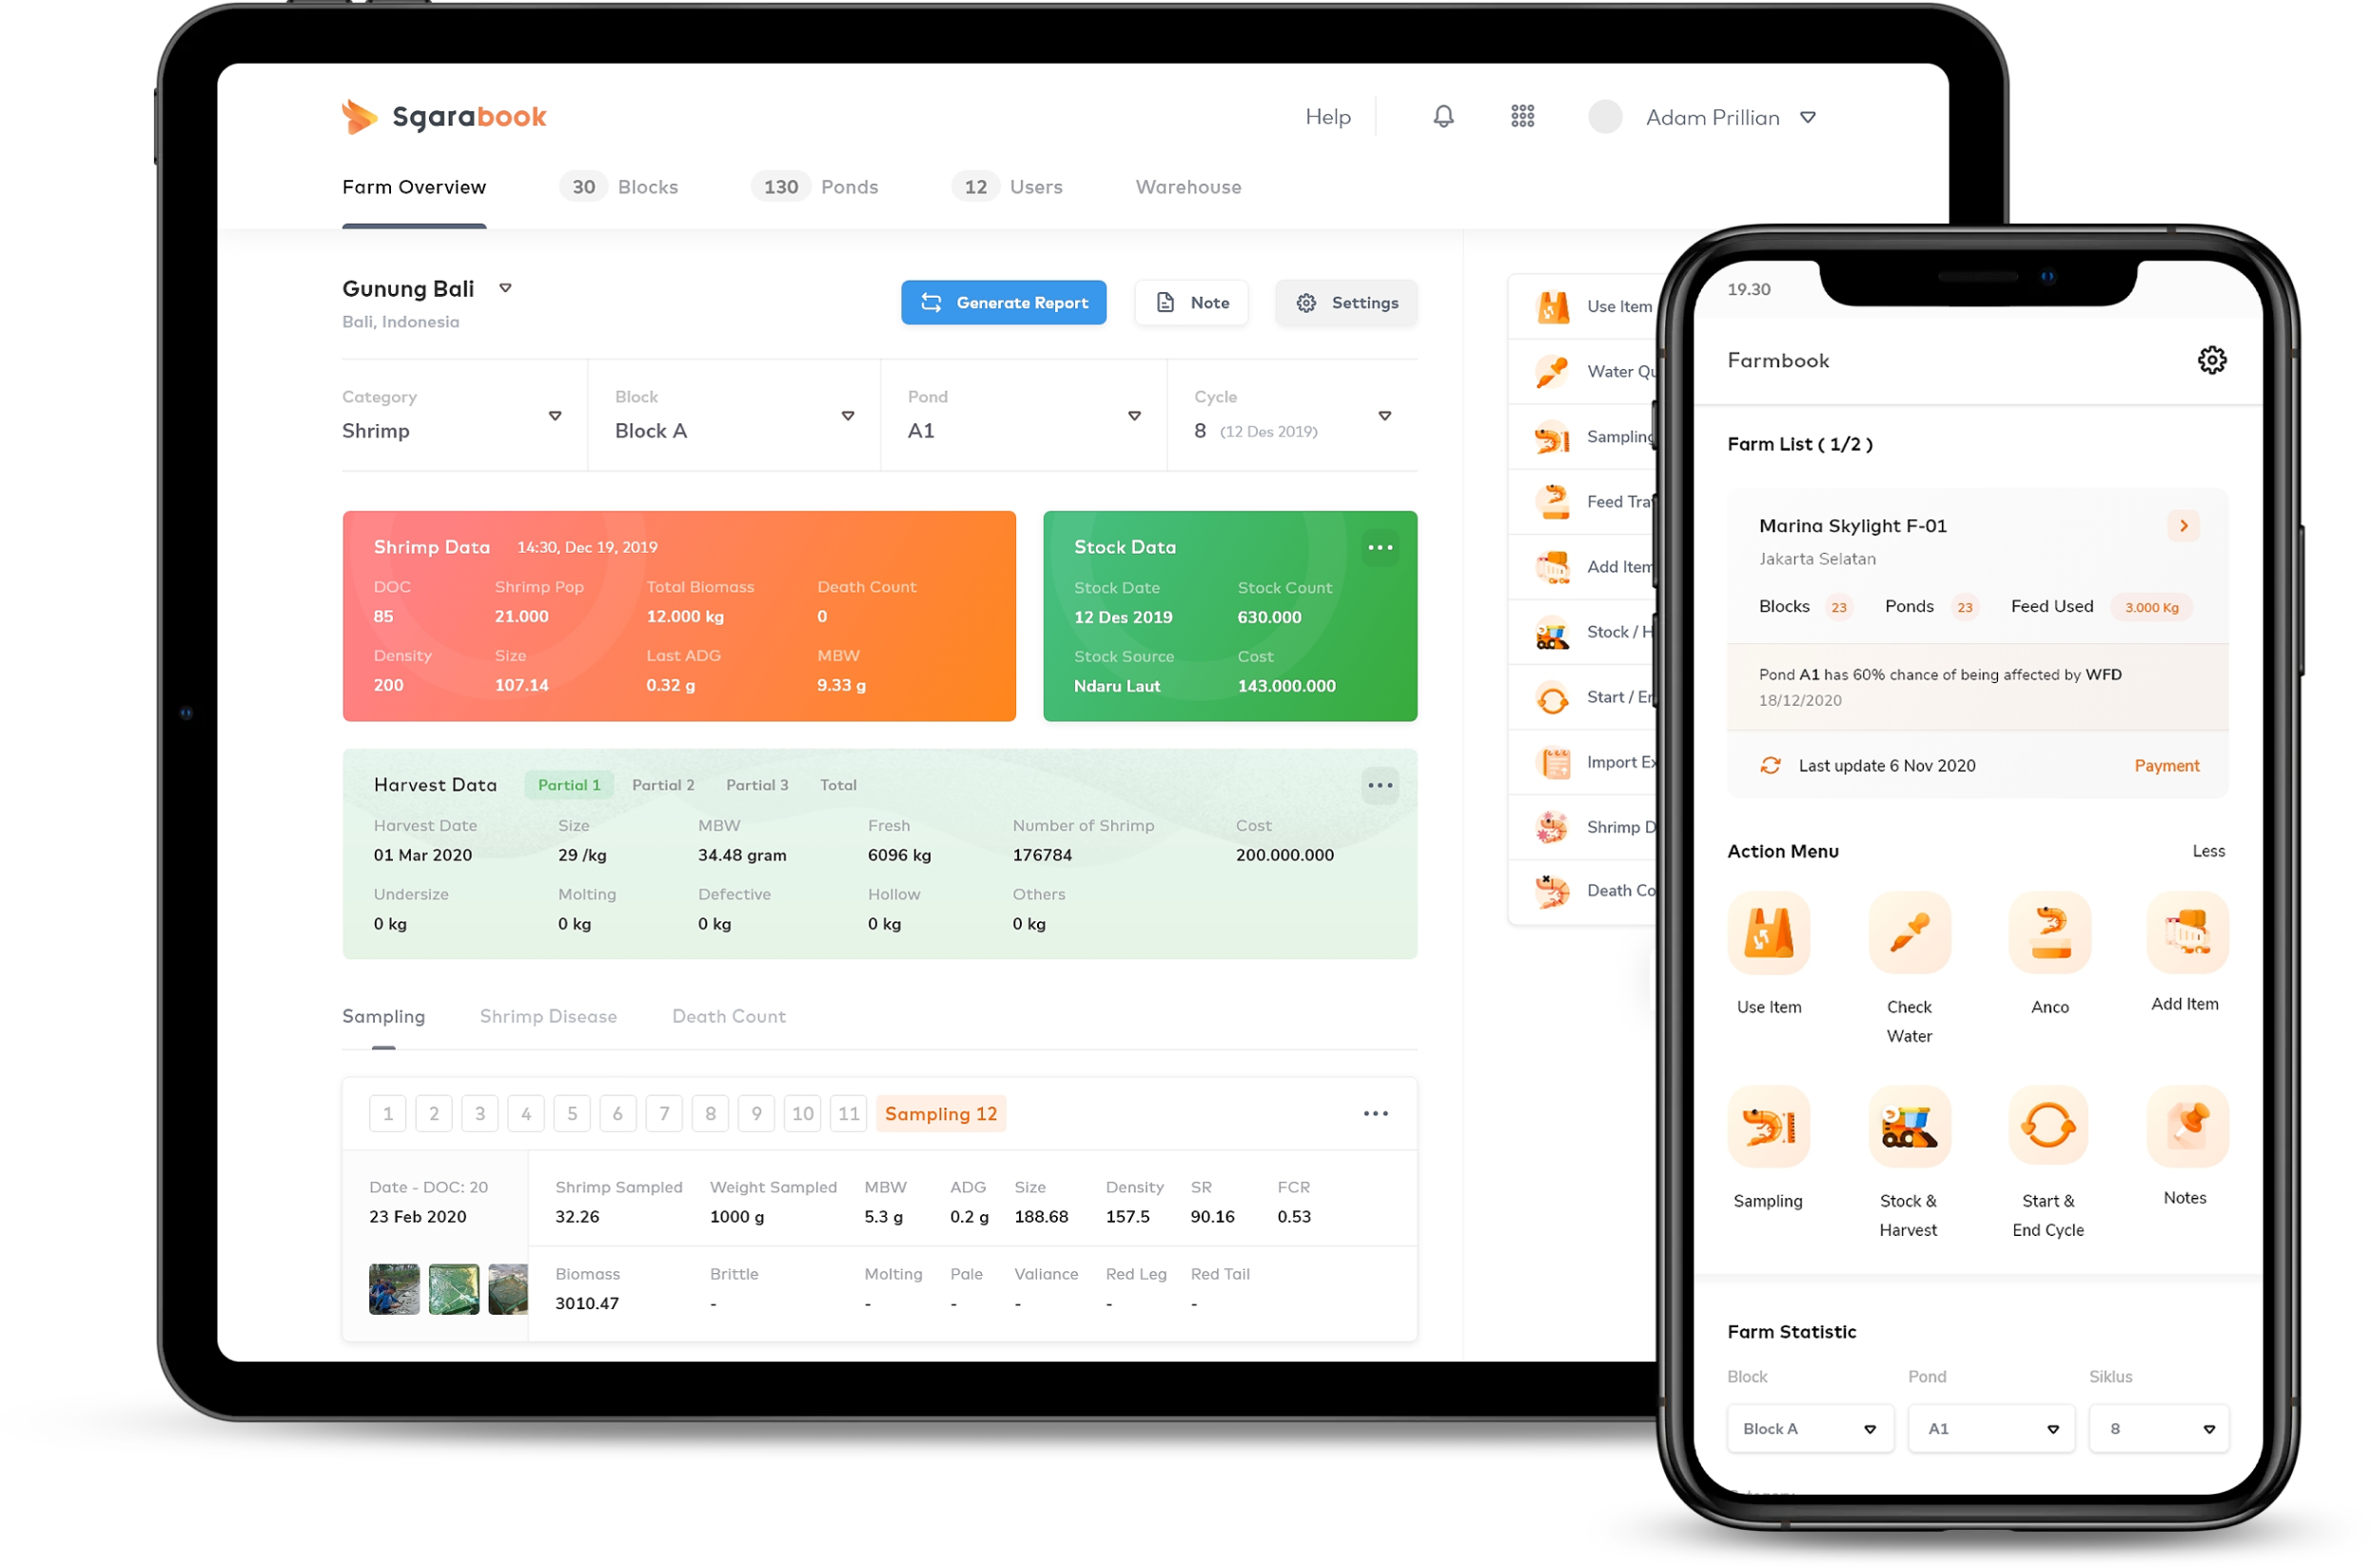 Sgarabook
Help
Adam Prillian
Farm Overview
30 Blocks
130 Ponds
12 Users
Warehouse
Gunung Bali
Bali, Indonesia
Generate Report
Note
Settings
Category
Shrimp
Block
Block A
Pond
A1
Cycle
8 (12 Des 2019)
Shrimp Data 14:30, Dec 19, 2019
DOC Shrimp Pop Total Biomass Death Count
85 21.000 12.000 kg 0
Density Size Last ADG MBW
200 107.14 0.32 g 9.33 g
Stock Data
Stock Date Stock Count
12 Des 2019 630.000
Stock Source Cost
Ndaru Laut 143.000.000
Harvest Data Partial 1 Partial 2 Partial 3 Total
Harvest Date Size MBW Fresh Number of Shrimp Cost
01 Mar 2020 29 /kg 34.48 gram 6096 kg 176784 200.000.000
Undersize Molting Defective Hollow Others
0 kg 0 kg 0 kg 0 kg 0 kg
Sampling Shrimp Disease Death Count
1 2 3 4 5 6 7 8 9 10 11 Sampling 12
Date - DOC: 20
23 Feb 2020
Shrimp Sampled Weight Sampled MBW ADG Size Density SR FCR
32.26 1000 g 5.3 g 0.2 g 188.68 157.5 90.16 0.53
Biomass Brittle Molting Pale Valiance Red Leg Red Tail
3010.47 - - - - - -
Use Item
Water
Sampling
Feed
Add Item
Stock /
Start /
Import
Shrimp
Death
19.30
Farmbook
Farm List ( 1/2 )
Marina Skylight F-01
Jakarta Selatan
Blocks 23 Ponds 23 Feed Used 3.000 Kg
Pond A1 has 60% chance of being affected by WFD
18/12/2020
Last update 6 Nov 2020 Payment
Action Menu Less
Use Item
Check
Water
Anco
Add Item
Sampling
Stock &
Harvest
Start &
End Cycle
Notes
Farm Statistic
Block Pond Siklus
Block A A1 8